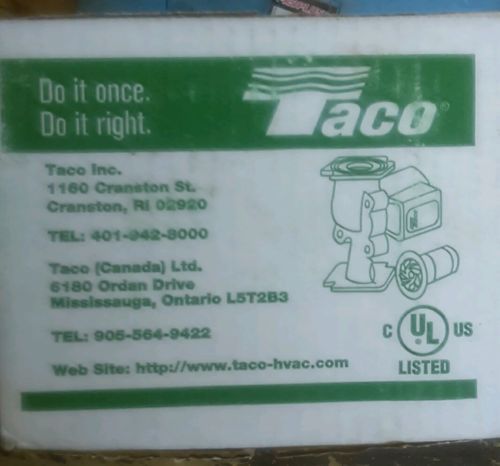 Do it once.
Do it right.
Taco®
Taco Inc.
1160 Cranston St.
Cranston, RI 02920
TEL: 401-942-8000
Taco (Canada) Ltd.
6180 Ordan Drive
Mississauga, Ontario L5T2B3
TEL: 905-564-9422
Web Site: http://www.taco-hvac.com
C UL US
LISTED